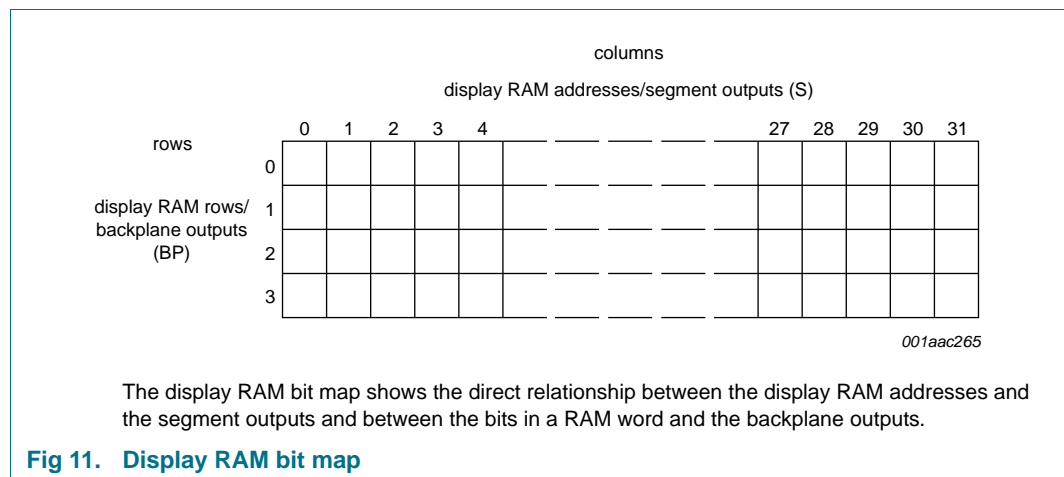 columns
display RAM addresses/segment outputs (S)
0 1 2 3 4 27 28 29 30 31
rows
0
display RAM rows/ 1
backplane outputs
(BP) 2
3
001aac265
The display RAM bit map shows the direct relationship between the display RAM addresses and
the segment outputs and between the bits in a RAM word and the backplane outputs.
Fig 11. Display RAM bit map